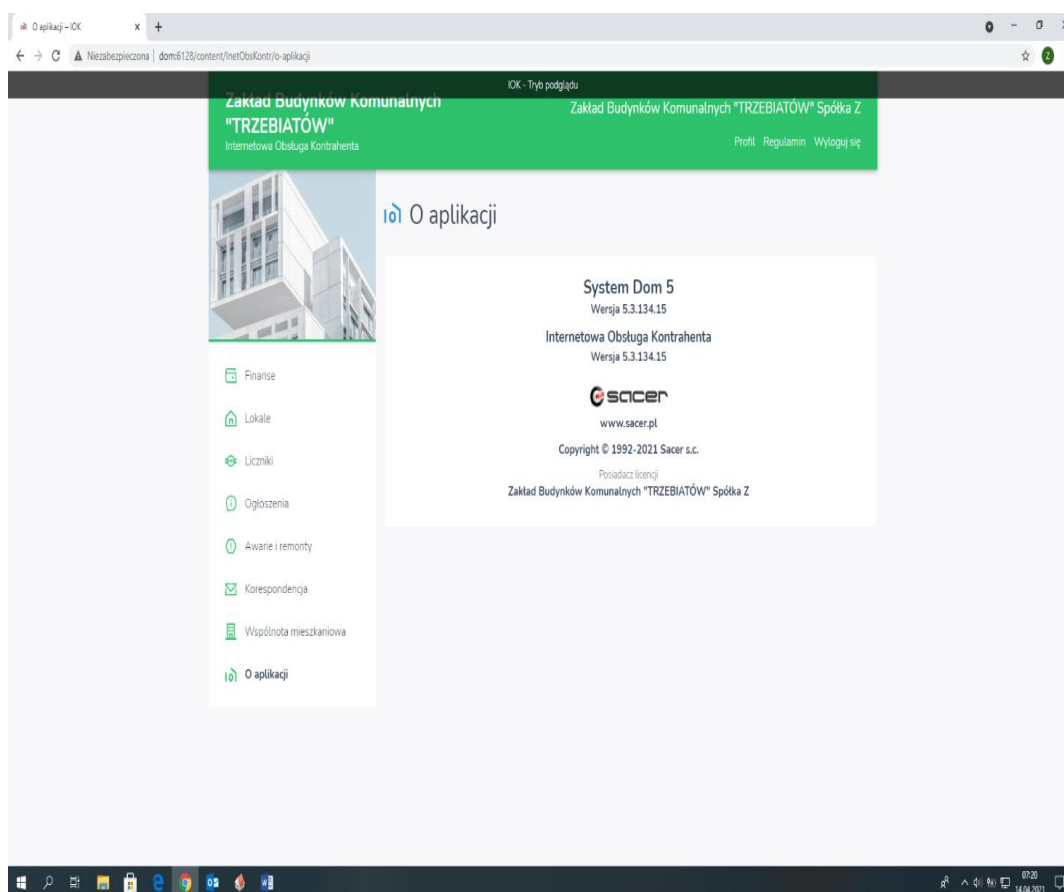 O aplikacji – IOK
Niezabezpieczona | dom:6128/content/InetObsKontr/o-aplikacji
Z
IOK - Tryb podglądu
Zakład Budynków Komunalnych
"TRZEBIATÓW"
Internetowa Obsługa Kontrahenta
Zakład Budynków Komunalnych "TRZEBIATÓW" Spółka Z
Profil Regulamin Wyloguj się
O aplikacji
System Dom 5
Wersja 5.3.134.15
Internetowa Obsługa Kontrahenta
Wersja 5.3.134.15
sacer
www.sacer.pl
Copyright © 1992-2021 Sacer s.c.
Posiadacz licencji
Zakład Budynków Komunalnych "TRZEBIATÓW" Spółka Z
Finanse
Lokale
Liczniki
Ogłoszenia
Awarie i remonty
Korespondencja
Wspólnota mieszkaniowa
O aplikacji
07:20
14.04.2021